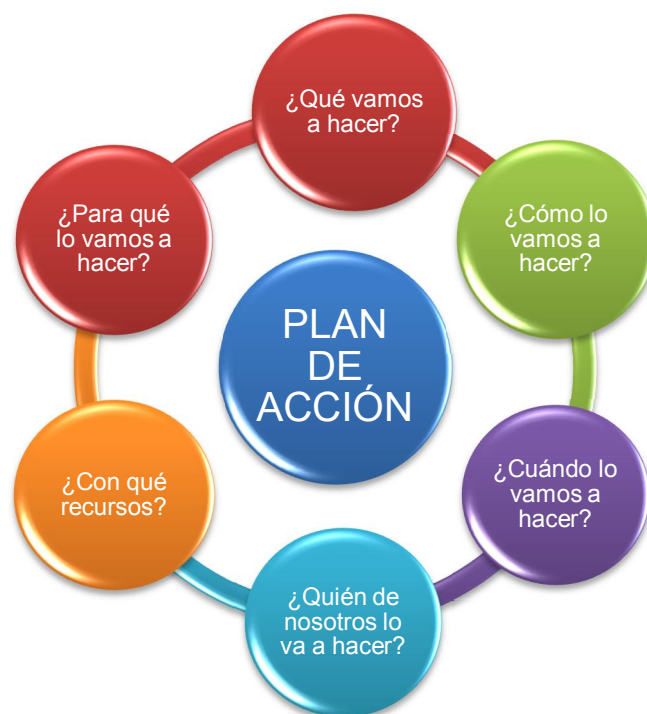 ¿Qué vamos
a hacer?
¿Cómo lo
vamos a
hacer?
¿Cuándo lo
vamos a
hacer?
¿Quién de
nosotros lo
va a hacer?
¿Con qué
recursos?
¿Para qué
lo vamos a
hacer?
PLAN
DE
ACCIÓN